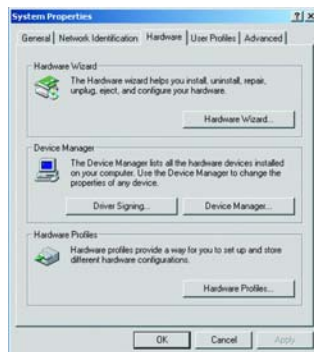 System Properties
? X
General Network Identification Hardware User Profiles Advanced
Hardware Wizard
The Hardware wizard helps you install, uninstall, repair,
unplug, eject, and configure your hardware.
Hardware Wizard...
Device Manager
The Device Manager lists all the hardware devices installed
on your computer. Use the Device Manager to change the
properties of any device.
Driver Signing... Device Manager...
Hardware Profiles
Hardware profiles provide a way for you to set up and store
different hardware configurations.
Hardware Profiles...
OK Cancel Apply